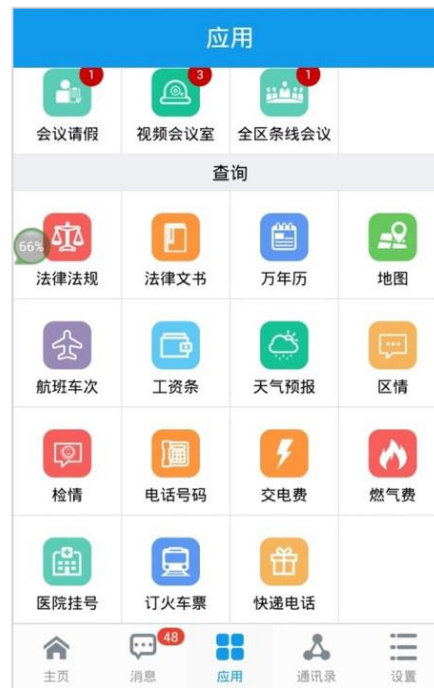 应用
1 3 1
会议请假 视频会议室 全区条线会议
查询
66%
法律法规 法律文书 万年历 地图
航班车次 工资条 天气预报 区情
检情 电话号码 交电费 燃气费
医院挂号 订火车票 快递电话
48
主页 消息 应用 通讯录 设置